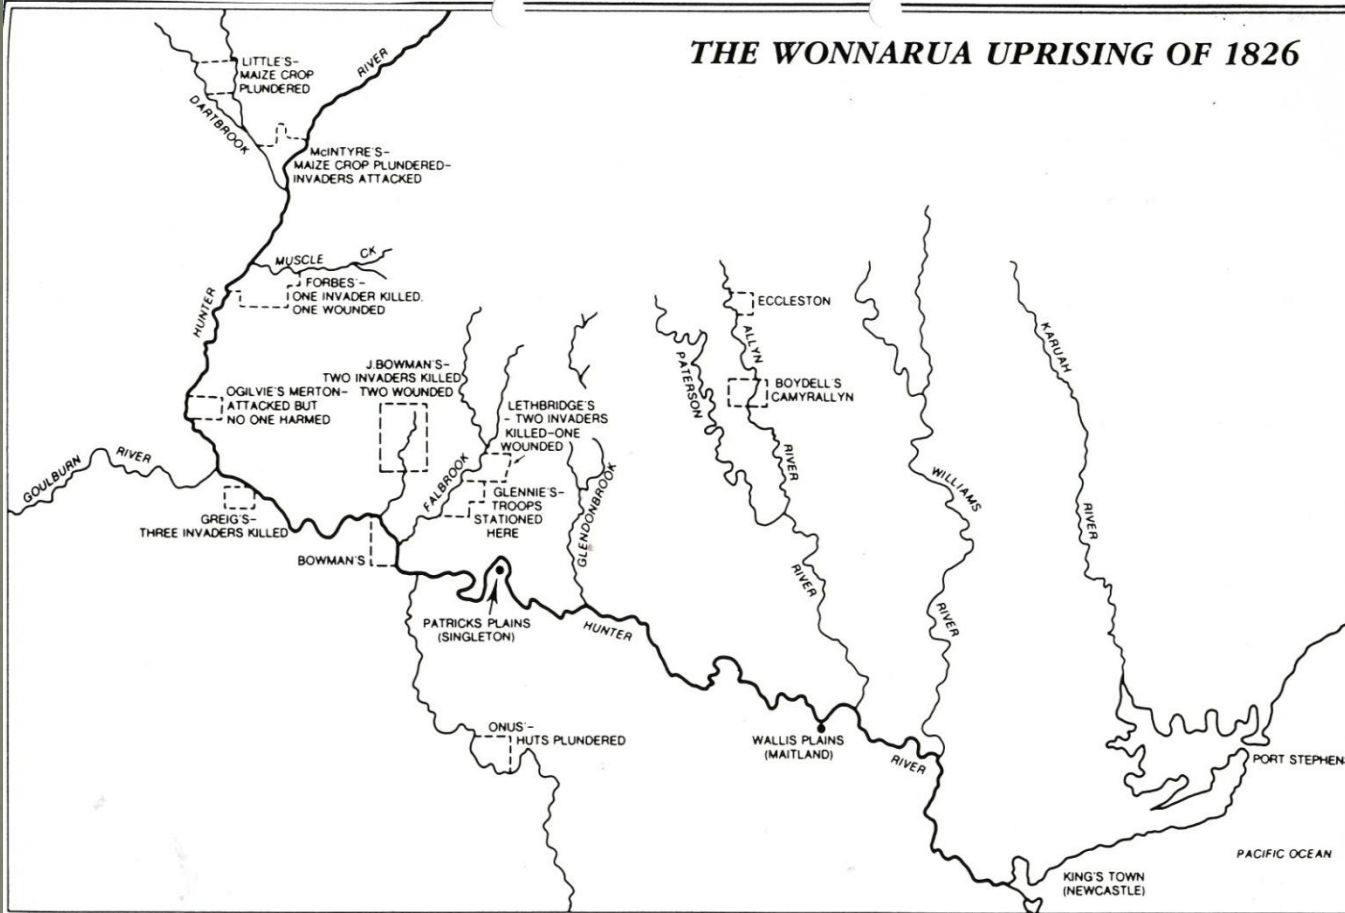 THE WONNARUA UPRISING OF 1826
LITTLE'S–
MAIZE CROP
PLUNDERED
RIVER
DARTBROOK
McINTYRE'S–
MAIZE CROP PLUNDERED–
INVADERS ATTACKED
MUSCLE CK
FORBES'–
ONE INVADER KILLED.
ONE WOUNDED
HUNTER
ECCLESTON
ALLYN
KARUAH
PATERSON
J.BOWMAN'S–
TWO INVADERS KILLED
TWO WOUNDED
OGILVIE'S MERTON–
ATTACKED BUT
NO ONE HARMED
LETHBRIDGE'S
– TWO INVADERS
KILLED–ONE
WOUNDED
BOYDELL'S
CAMYRALLYN
GOULBURN RIVER
FALBROOK
RIVER
WILLIAMS
GLENNIE'S–
TROOPS
STATIONED
HERE
GLENDONBROOK
RIVER
GREIG'S–
THREE INVADERS KILLED
BOWMAN'S
RIVER
RIVER
PATRICKS PLAINS
(SINGLETON)
HUNTER
ONUS'–
HUTS PLUNDERED
WALLIS PLAINS
(MAITLAND)
RIVER
PORT STEPHEN
PACIFIC OCEAN
KING'S TOWN
(NEWCASTLE)